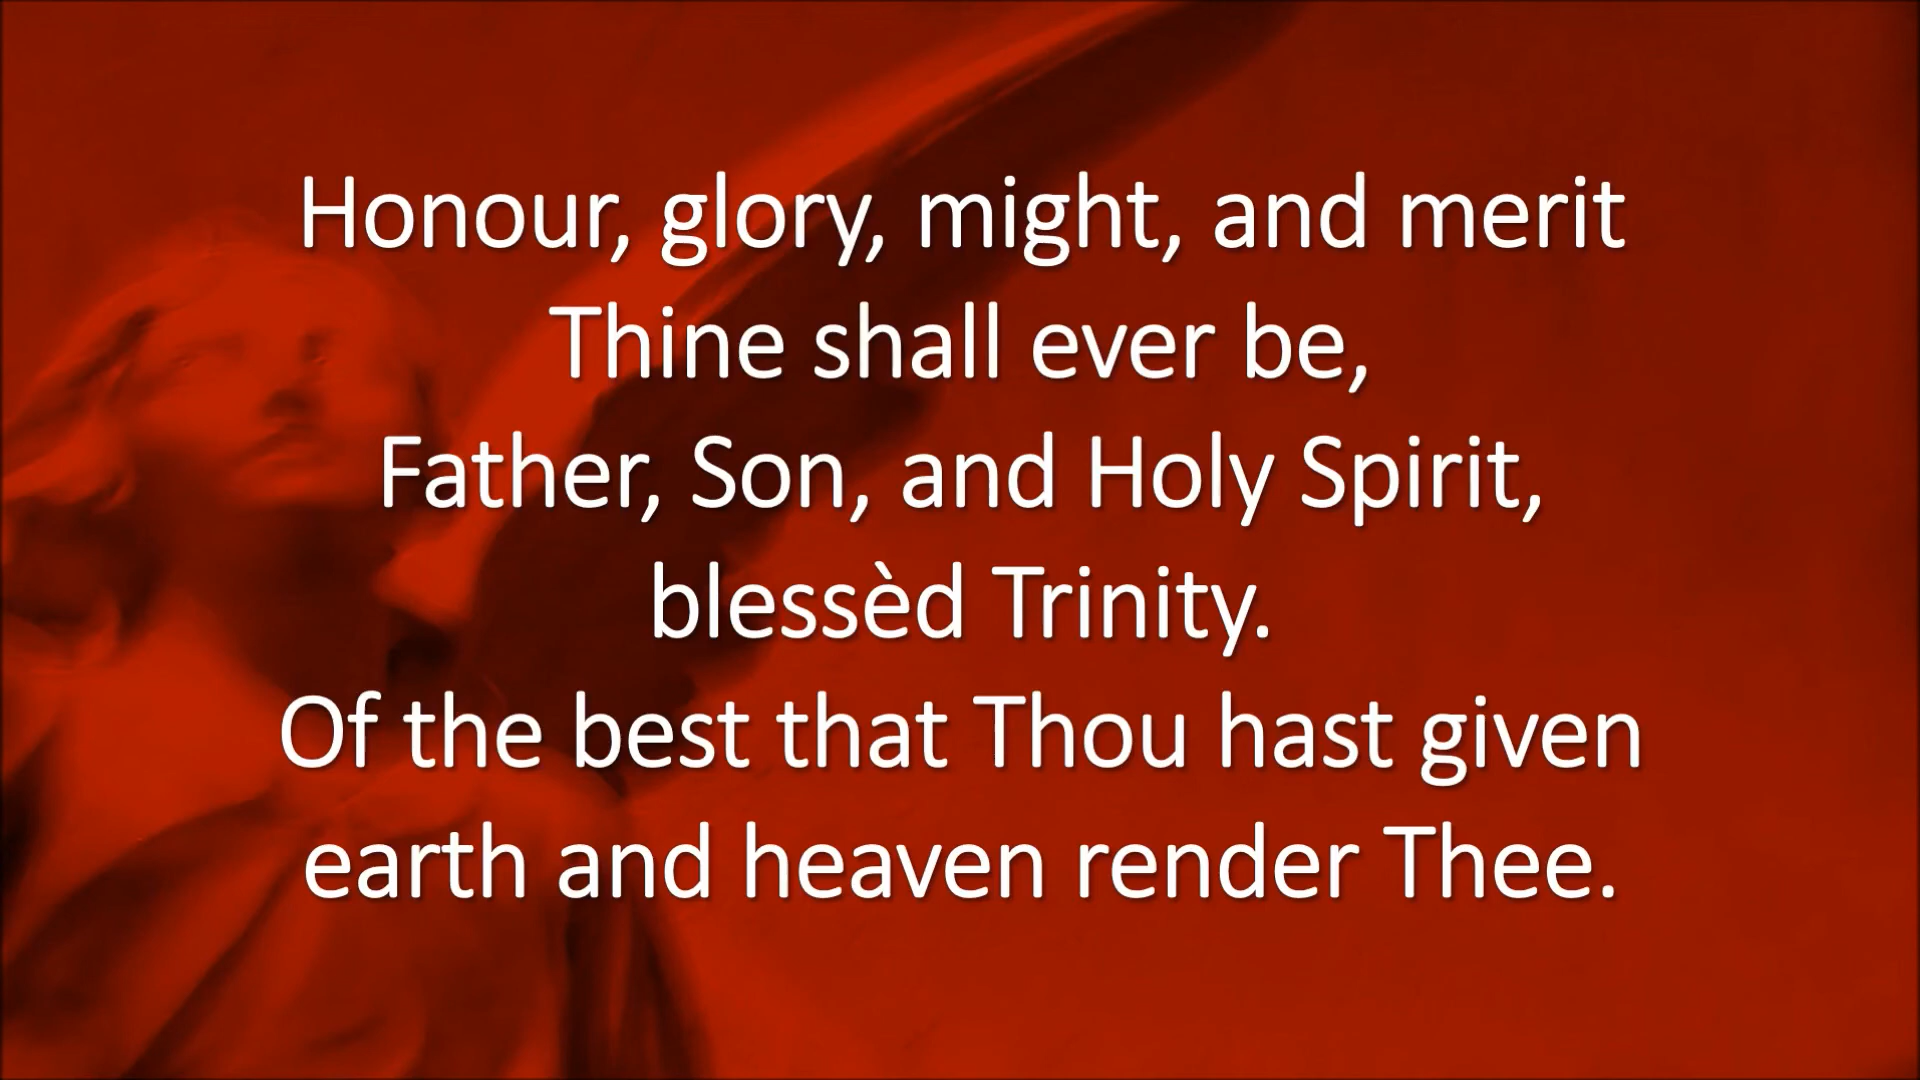 Honour, glory, might, and merit
Thine shall ever be,
Father, Son, and Holy Spirit,
blessèd Trinity.
Of the best that Thou hast given
earth and heaven render Thee.